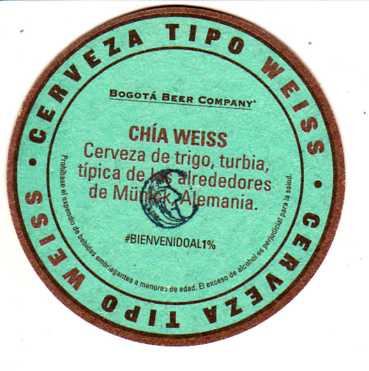 CERVEZA TIPO WEISS • CERVEZA TIPO WEISS •
BOGOTÁ BEER COMPANY
CHÍA WEISS
Cerveza de trigo, turbia,
típica de los alrededores
de Múnich, Alemania.
#BIENVENIDOAL1%
Prohíbase el expendio de bebidas embriagantes a menores de edad. El exceso de alcohol es perjudicial para la salud.